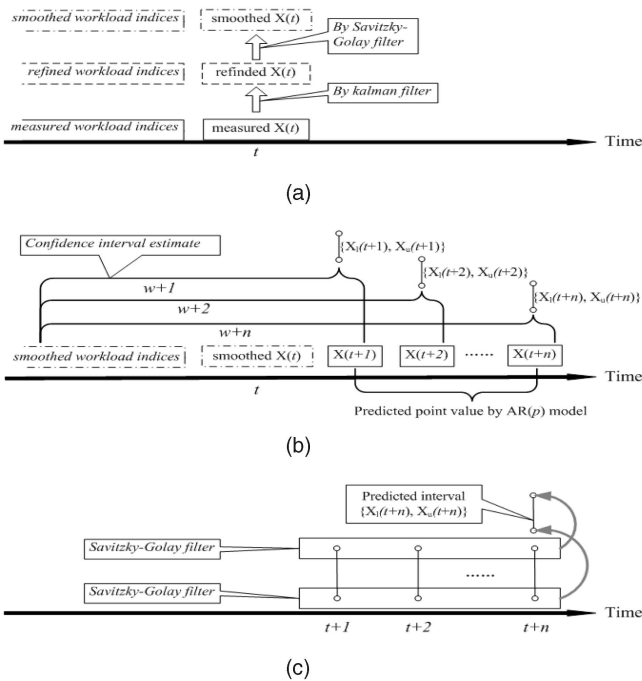 smoothed workload indices smoothed X(t) By Savitzky-
Golay filter
refined workload indices refinded X(t)
By kalman filter
measured workload indices measured X(t)
Time
t
(a)
Confidence interval estimate
{Xl(t+1), Xu(t+1)}
{Xl(t+2), Xu(t+2)}
w+1
{Xl(t+n), Xu(t+n)}
w+2
w+n
smoothed workload indices smoothed X(t) X(t+1) X(t+2) ...... X(t+n)
Time
t
Predicted point value by AR(p) model
(b)
Predicted interval
{Xl(t+n), Xu(t+n)}
Savitzky-Golay filter
......
Savitzky-Golay filter
Time
t+1 t+2 t+n
(c)